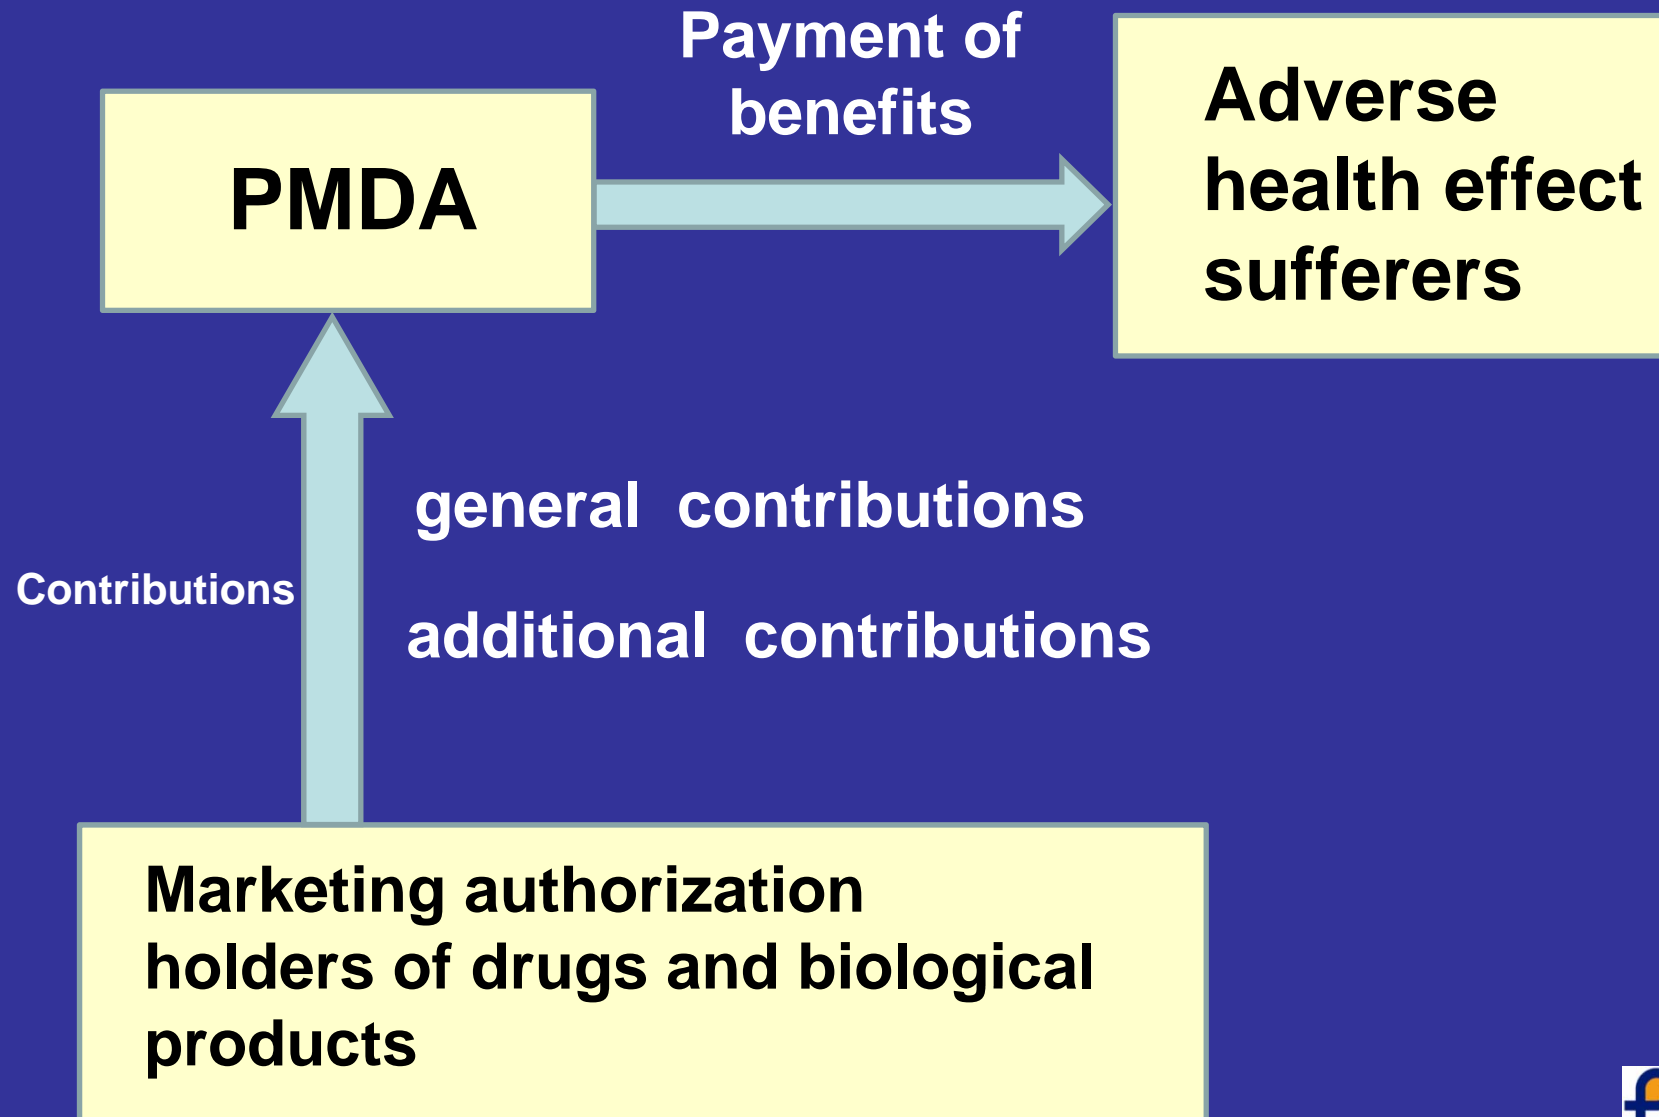 Payment of
benefits
PMDA
Adverse
health effect
sufferers
general contributions
Contributions
additional contributions
Marketing authorization
holders of drugs and biological
products